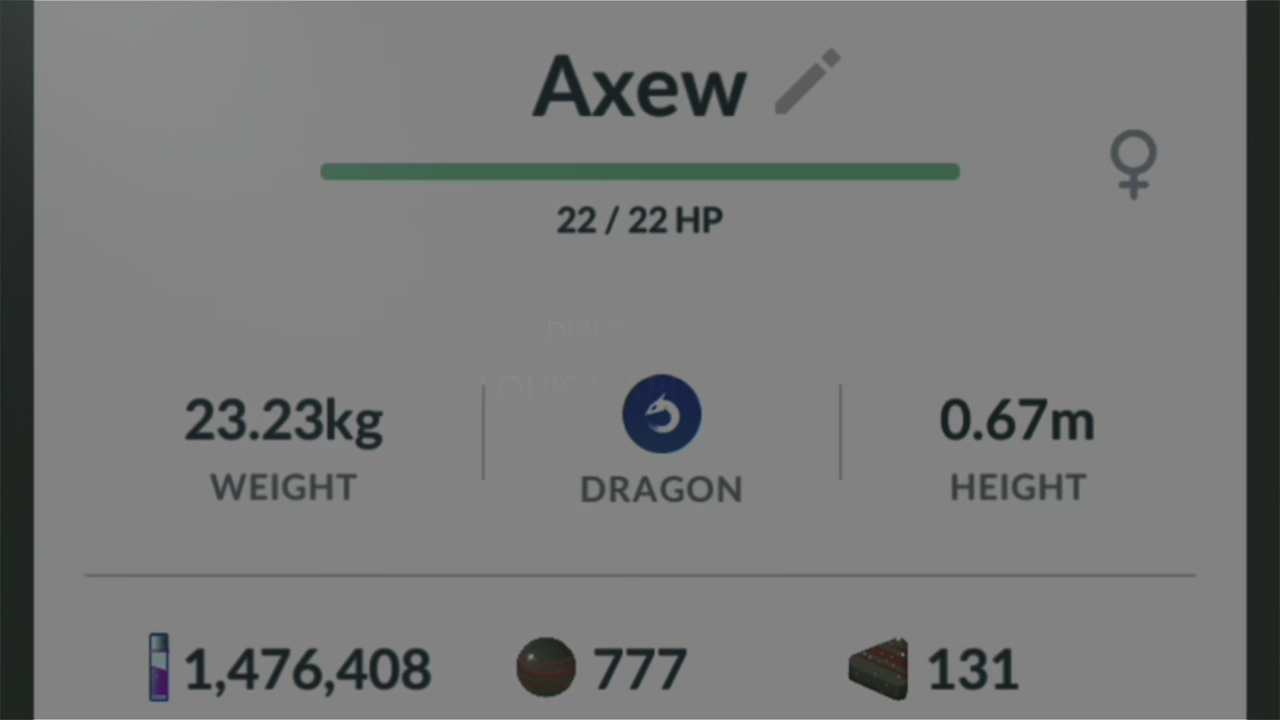 Axew
22 / 22 HP
23.23kg
WEIGHT
DRAGON
0.67m
HEIGHT
1,476,408
777
131